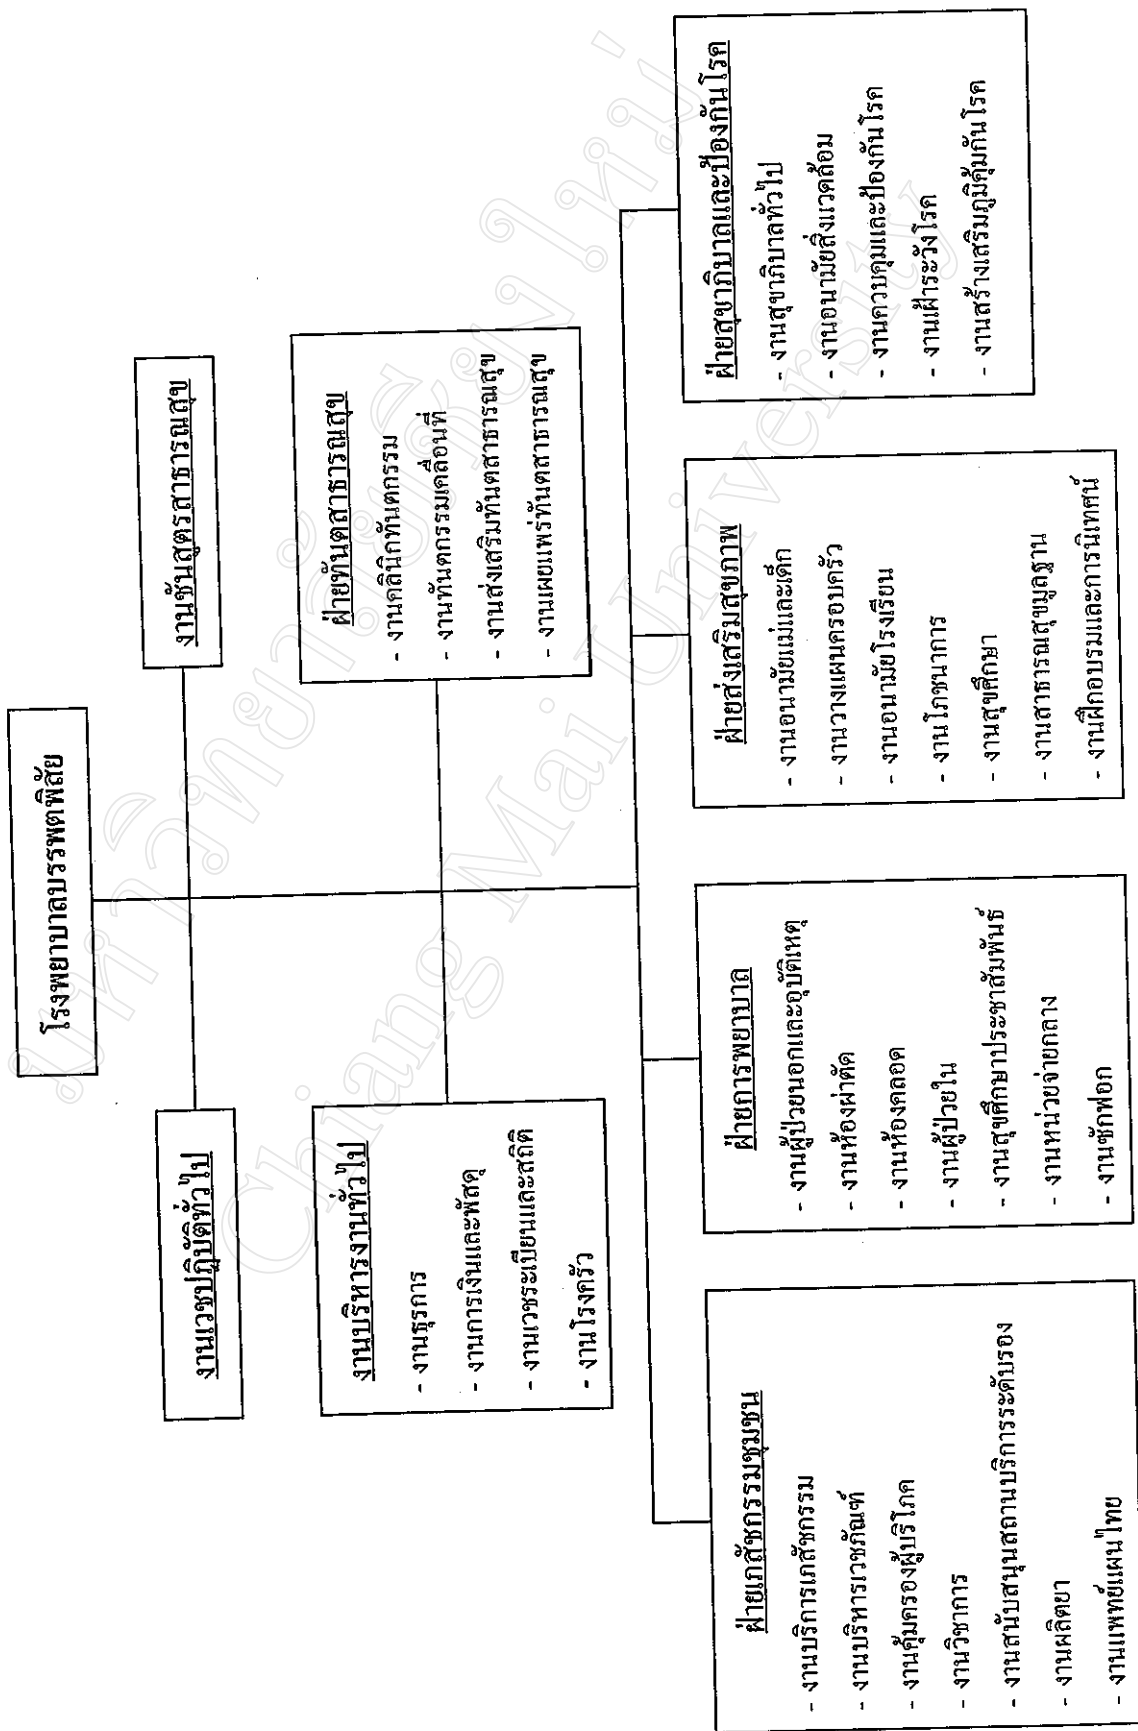 โรงพยาบาลบรรพตพิสัย
งานเวชปฏิบัติทั่วไป
งานชันสูตรสาธารณสุข
งานบริหารงานทั่วไป
- งานธุรการ
- งานการเงินและพัสดุ
- งานเวชระเบียนและสถิติ
- งานโรงครัว
ฝ่ายทันตสาธารณสุข
- งานคลินิกทันตกรรม
- งานทันตกรรมเคลื่อนที่
- งานส่งเสริมทันตสาธารณสุข
- งานเผยแพร่ทันตสาธารณสุข
ฝ่ายเภสัชกรรมชุมชน
- งานบริการเภสัชกรรม
- งานบริหารเวชภัณฑ์
- งานคุ้มครองผู้บริโภค
- งานวิชาการ
- งานสนับสนุนสถานบริการระดับรอง
- งานผลิตยา
- งานแพทย์แผนไทย
ฝ่ายการพยาบาล
- งานผู้ป่วยนอกและอุบัติเหตุ
- งานห้องผ่าตัด
- งานห้องคลอด
- งานผู้ป่วยใน
- งานสุขศึกษาประชาสัมพันธ์
- งานหน่วยจ่ายกลาง
- งานซักฟอก
ฝ่ายส่งเสริมสุขภาพ
- งานอนามัยแม่และเด็ก
- งานวางแผนครอบครัว
- งานอนามัยโรงเรียน
- งานโภชนาการ
- งานสุขศึกษา
- งานสาธารณสุขมูลฐาน
- งานฝึกอบรมและการนิเทศน์
ฝ่ายสุขาภิบาลและป้องกันโรค
- งานสุขาภิบาลทั่วไป
- งานอนามัยสิ่งแวดล้อม
- งานควบคุมและป้องกันโรค
- งานเฝ้าระวังโรค
- งานสร้างเสริมภูมิคุ้มกันโรค
มหาวิทยาลัยเชียงใหม่
Chiang Mai University